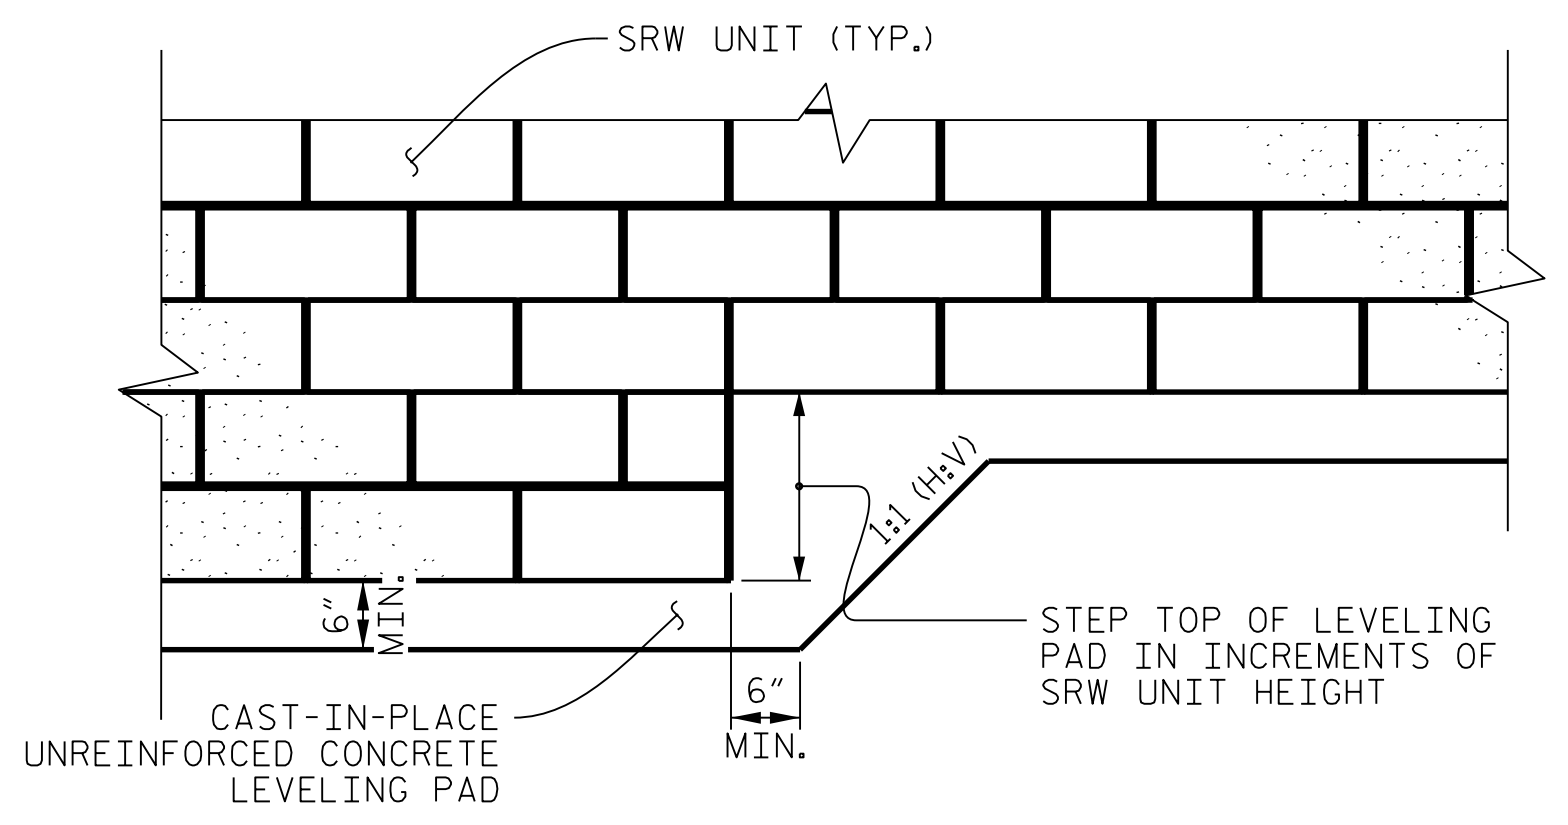 SRW UNIT (TYP.)
1:1 (H:V)
6"
MIN.
STEP TOP OF LEVELING
PAD IN INCREMENTS OF
SRW UNIT HEIGHT
6"
MIN.
CAST-IN-PLACE
UNREINFORCED CONCRETE
LEVELING PAD